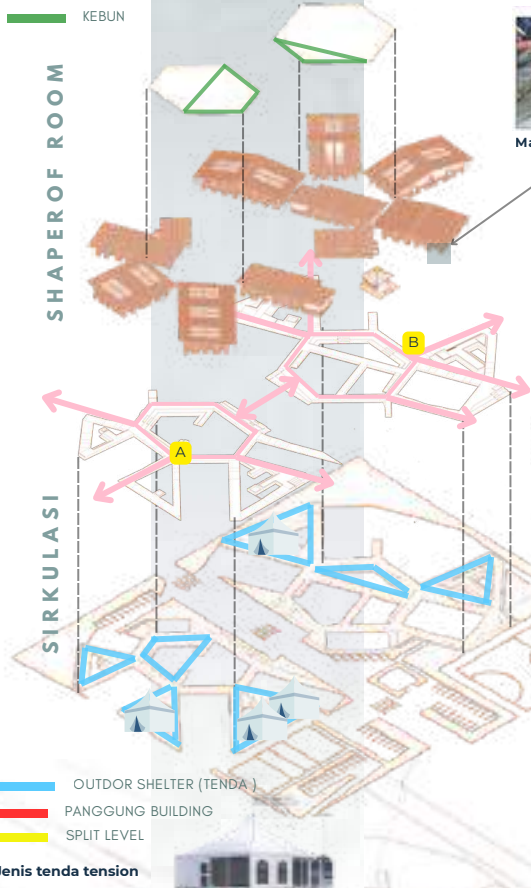 KEBUN
SHAPEROF ROOM
Ma
B
A
SIRKULASI
OUTDOR SHELTER (TENDA )
PANGGUNG BUILDING
SPLIT LEVEL
Jenis tenda tension